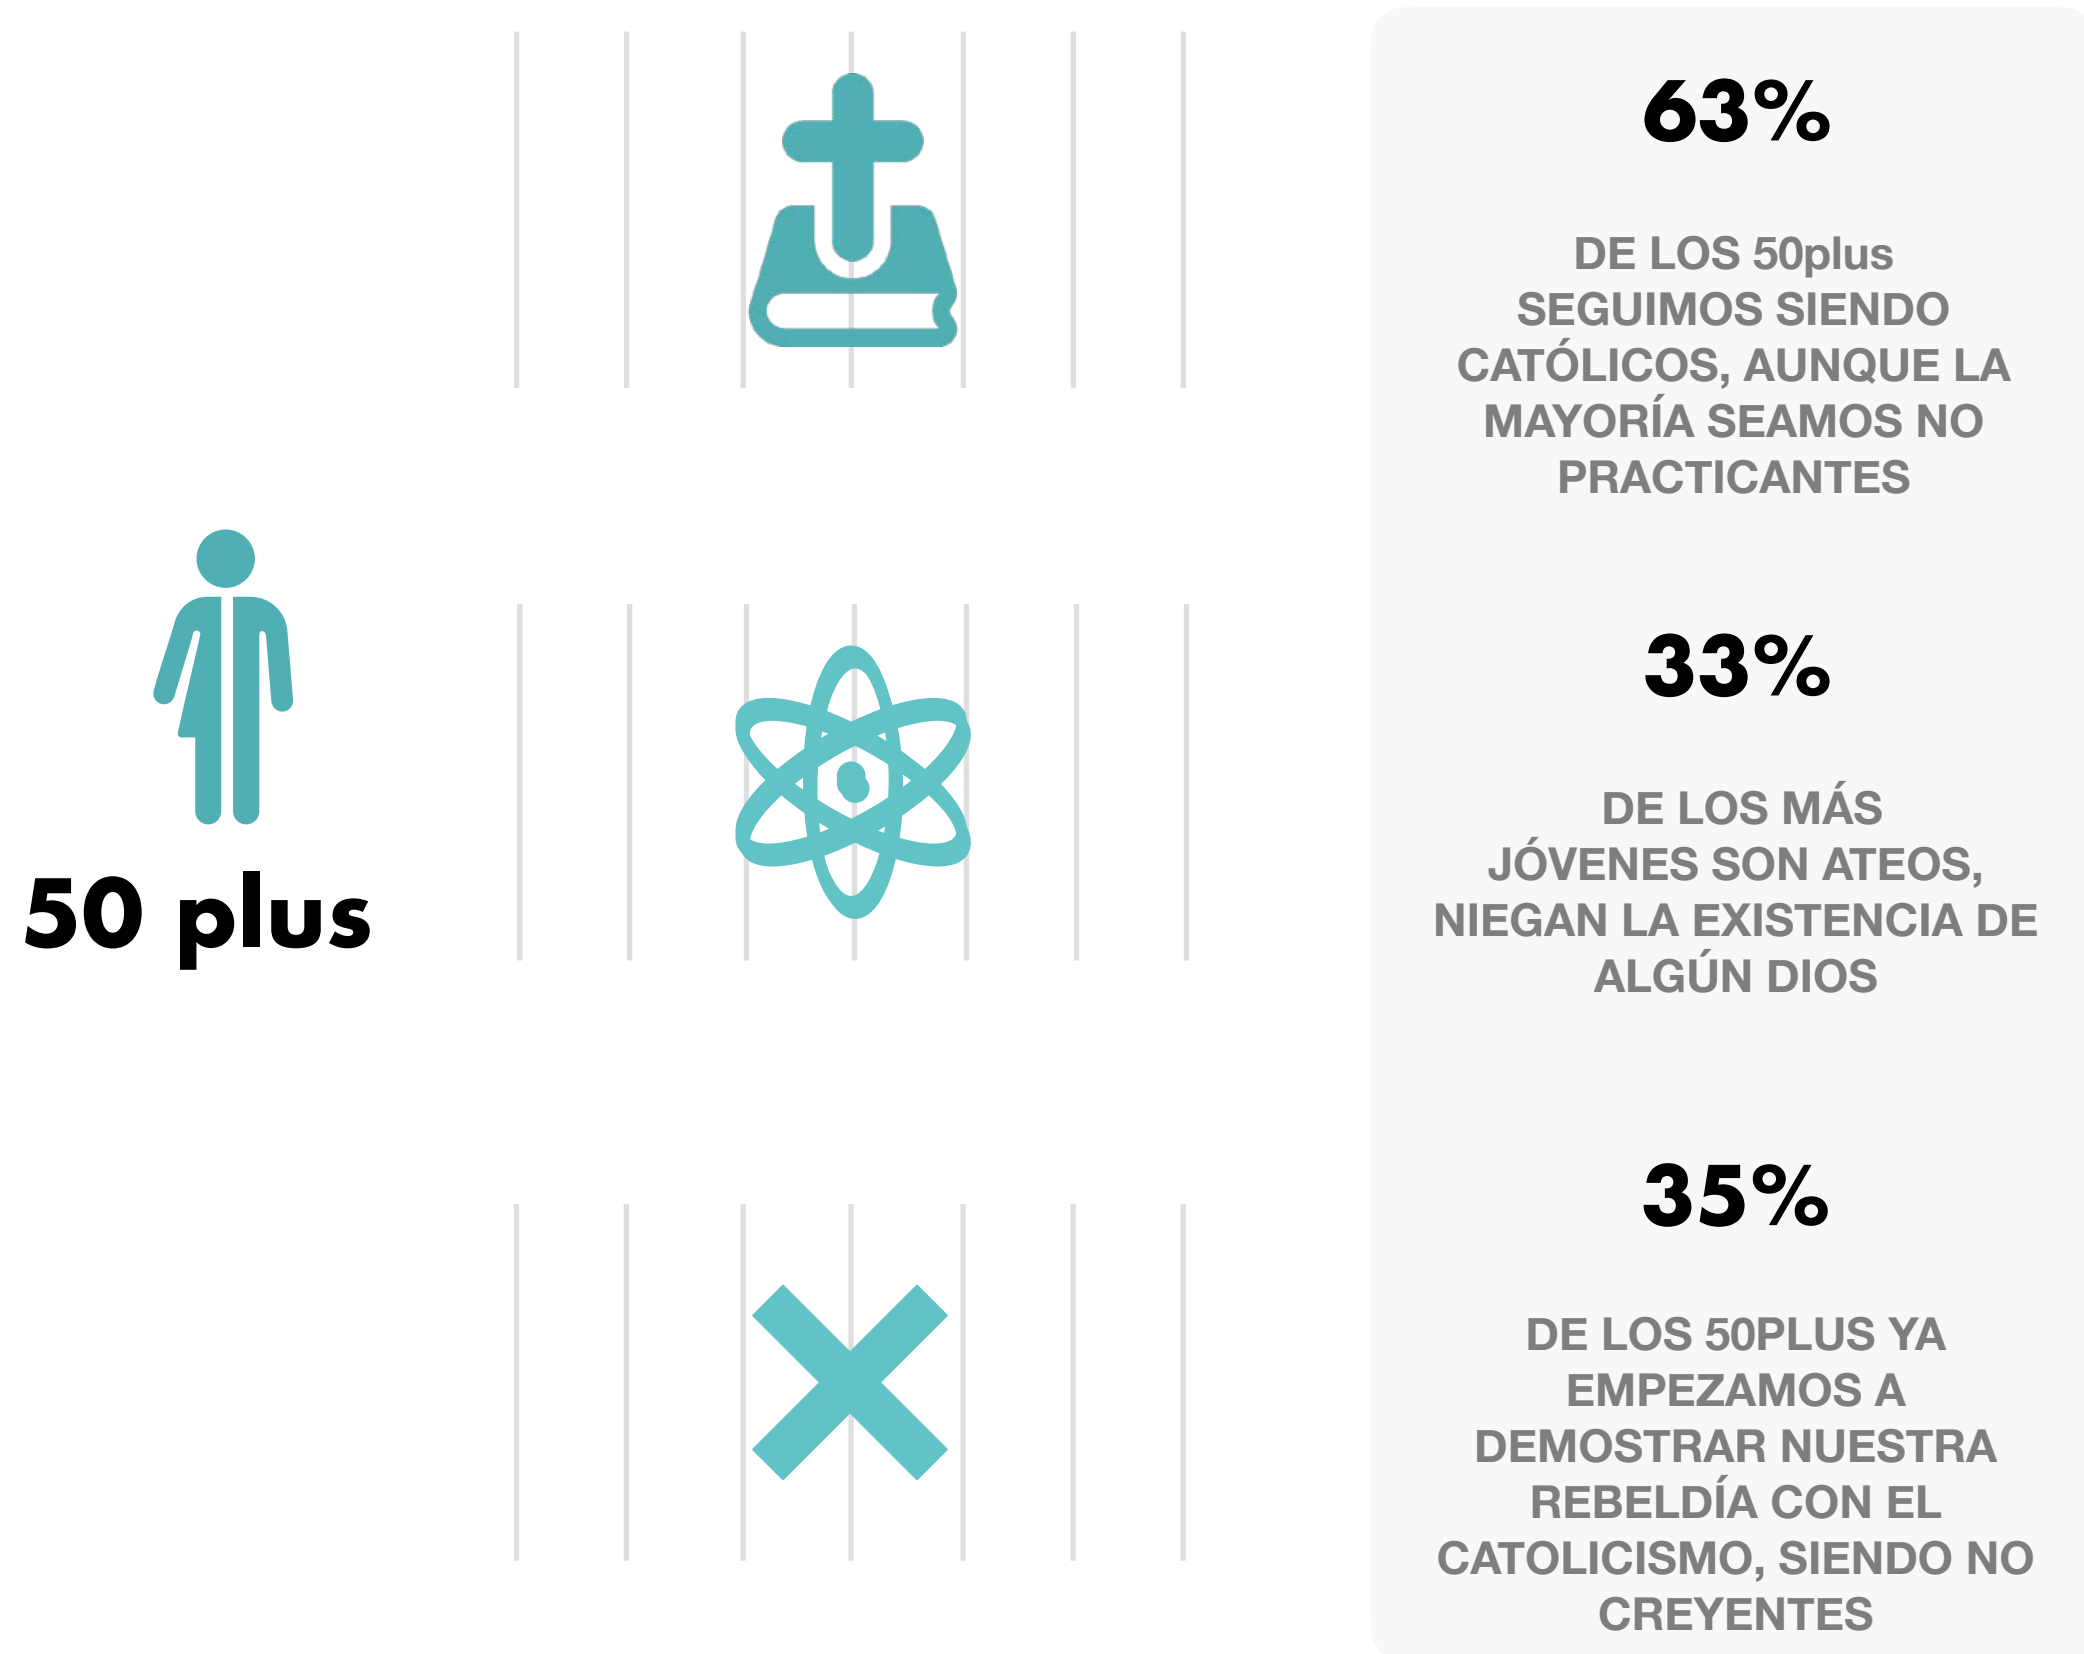 50 plus
63%
DE LOS 50plus
SEGUIMOS SIENDO
CATÓLICOS, AUNQUE LA
MAYORÍA SEAMOS NO
PRACTICANTES
33%
DE LOS MÁS
JÓVENES SON ATEOS,
NIEGAN LA EXISTENCIA DE
ALGÚN DIOS
35%
DE LOS 50PLUS YA
EMPEZAMOS A
DEMOSTRAR NUESTRA
REBELDÍA CON EL
CATOLICISMO, SIENDO NO
CREYENTES